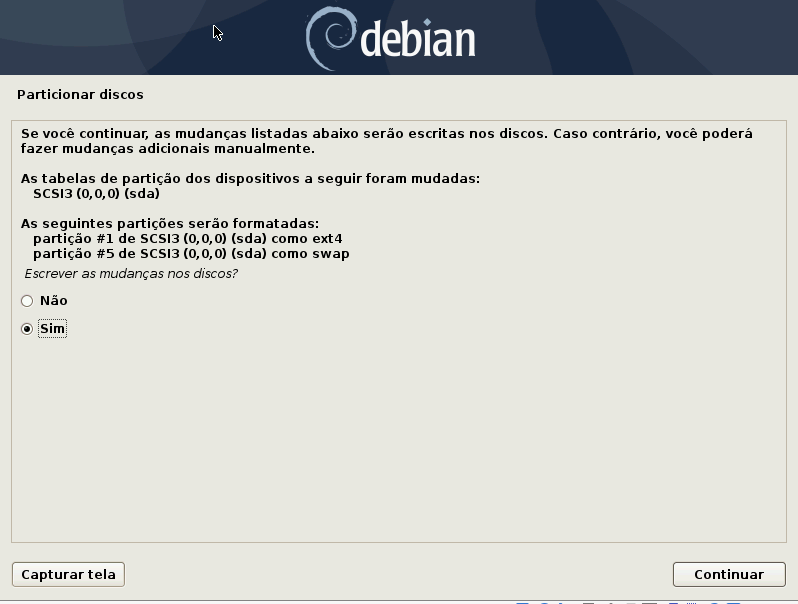 debian
Particionar discos
Se você continuar, as mudanças listadas abaixo serão escritas nos discos. Caso contrário, você poderá
fazer mudanças adicionais manualmente.
As tabelas de partição dos dispositivos a seguir foram mudadas:
SCSI3 (0,0,0) (sda)
As seguintes partições serão formatadas:
partição #1 de SCSI3 (0,0,0) (sda) como ext4
partição #5 de SCSI3 (0,0,0) (sda) como swap
Escrever as mudanças nos discos?
Não
Sim
Capturar tela
Continuar